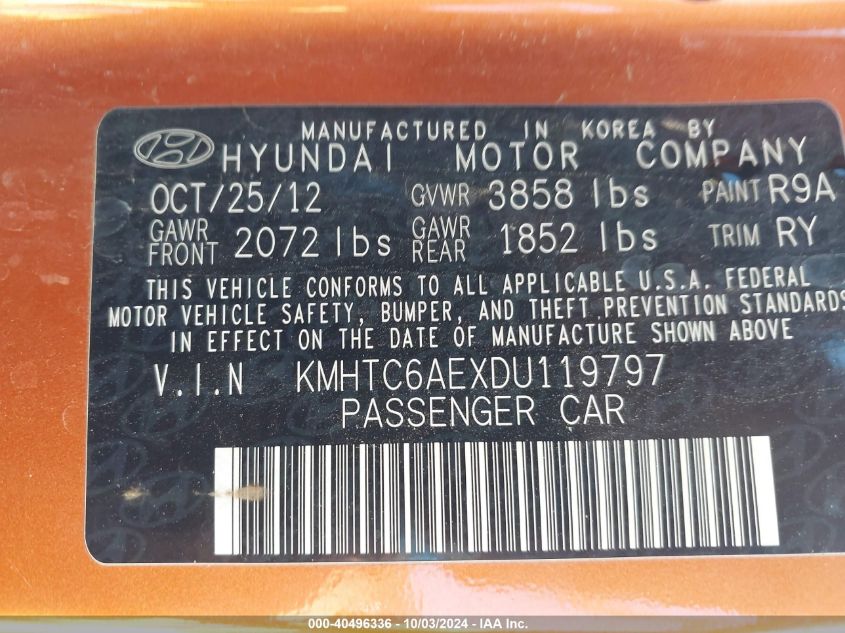 MANUFACTURED IN KOREA BY
HYUNDAI MOTOR COMPANY
OCT/25/12 GVWR 3858 lbs PAINT R9A
GAWR FRONT 2072 lbs GAWR REAR 1852 lbs TRIM RY
THIS VEHICLE CONFORMS TO ALL APPLICABLE U.S.A. FEDERAL
MOTOR VEHICLE SAFETY, BUMPER, AND THEFT PREVENTION STANDARDS
IN EFFECT ON THE DATE OF MANUFACTURE SHOWN ABOVE
V.I.N KMHTC6AEXDU119797
PASSENGER CAR
000-40496336 - 10/03/2024 - IAA Inc.